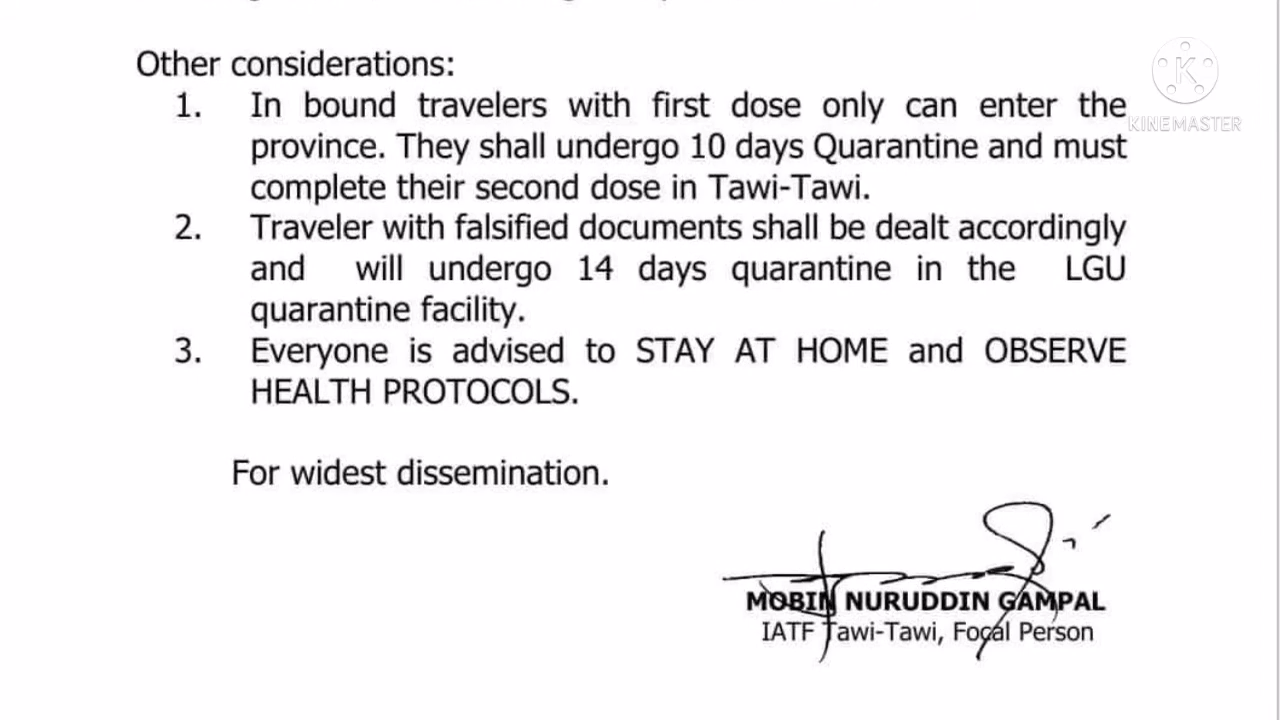 Other considerations:
1. In bound travelers with first dose only can enter the
province. They shall undergo 10 days Quarantine and must
complete their second dose in Tawi-Tawi.
2. Traveler with falsified documents shall be dealt accordingly
and will undergo 14 days quarantine in the LGU
quarantine facility.
3. Everyone is advised to STAY AT HOME and OBSERVE
HEALTH PROTOCOLS.
For widest dissemination.
MOBIN NURUDDIN GAMPAL
IATF Tawi-Tawi, Focal Person
K
KINEMASTER